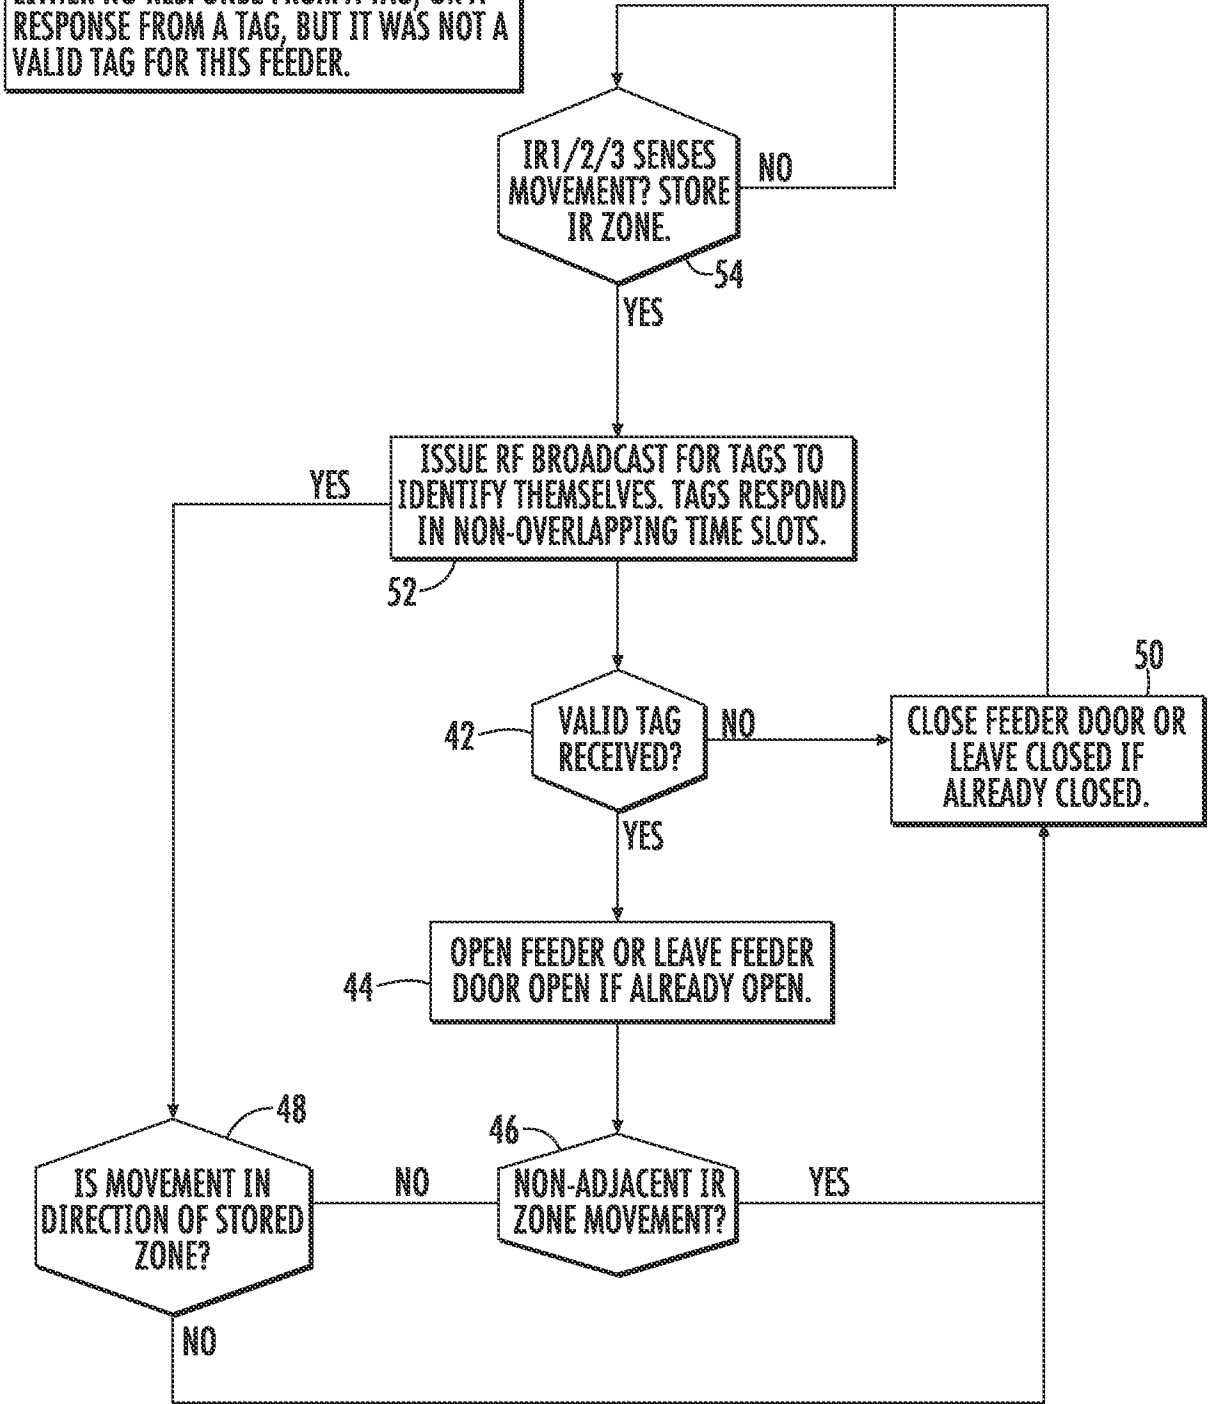 RESPONSE FROM A TAG, BUT IT WAS NOT A
VALID TAG FOR THIS FEEDER.
IR1/2/3 SENSES
MOVEMENT? STORE
IR ZONE.
NO
54
YES
ISSUE RF BROADCAST FOR TAGS TO
IDENTIFY THEMSELVES. TAGS RESPOND
IN NON-OVERLAPPING TIME SLOTS.
YES
52
50
VALID TAG
RECEIVED?
42
NO
CLOSE FEEDER DOOR OR
LEAVE CLOSED IF
ALREADY CLOSED.
YES
OPEN FEEDER OR LEAVE FEEDER
DOOR OPEN IF ALREADY OPEN.
44
48
46
IS MOVEMENT IN
DIRECTION OF STORED
ZONE?
NO
NON-ADJACENT IR
ZONE MOVEMENT?
YES
NO